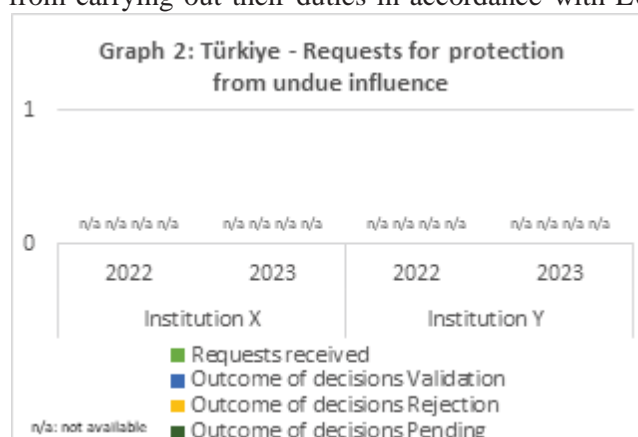 from carrying out their duties in accordance with
Graph 2: Türkiye - Requests for protection
from undue influence
1
n/a n/a n/a n/a n/a n/a n/a n/a n/a n/a n/a n/a n/a n/a n/a n/a
0
2022 2023 2022 2023
Institution X Institution Y
Requests received
Outcome of decisions Validation
Outcome of decisions Rejection
n/a: not available Outcome of decisions Pending